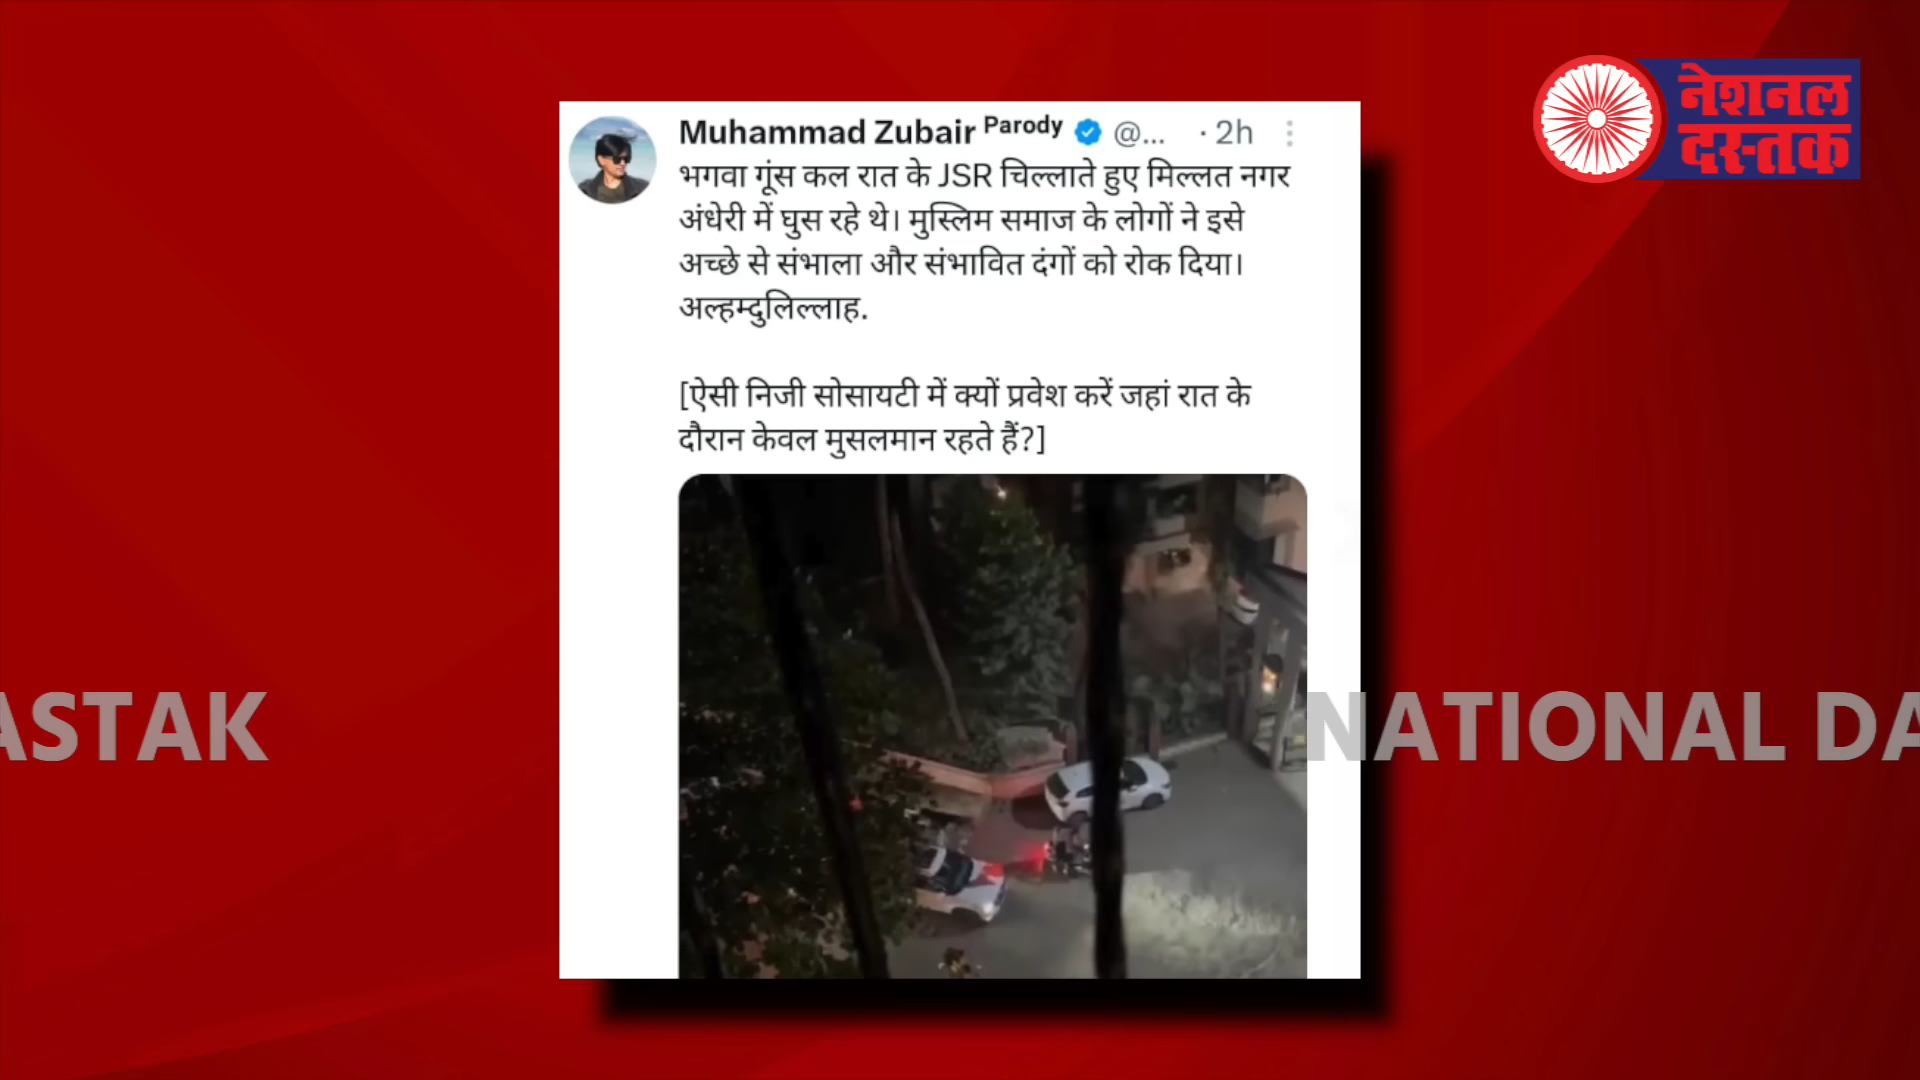 नेशनल
दस्तक
Muhammad Zubair Parody @... · 2h
भगवा गूंस कल रात के JSR चिल्लाते हुए मिल्लत नगर
अंधेरी में घुस रहे थे। मुस्लिम समाज के लोगों ने इसे
अच्छे से संभाला और संभावित दंगों को रोक दिया।
अल्हम्दुलिल्लाह.
[ऐसी निजी सोसायटी में क्यों प्रवेश करें जहां रात के
दौरान केवल मुसलमान रहते हैं?]
ASTAK NATIONAL DA